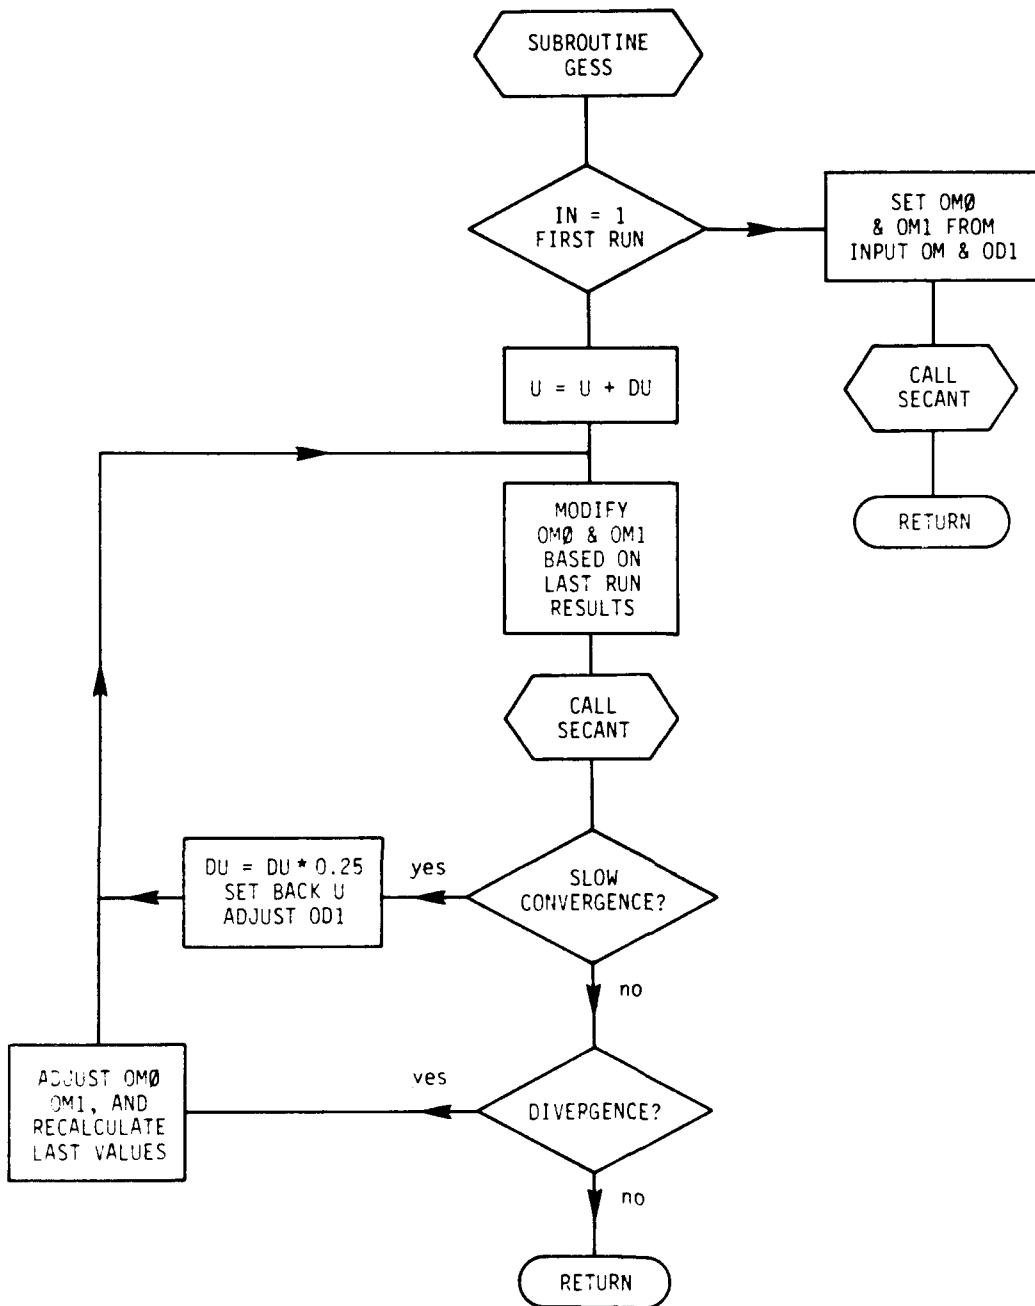 SUBROUTINE
GESS
IN = 1
FIRST RUN
SET OMØ
& OM1 FROM
INPUT OM & OD1
CALL
SECANT
RETURN
U = U + DU
MODIFY
OMØ & OM1
BASED ON
LAST RUN
RESULTS
CALL
SECANT
SLOW
CONVERGENCE?
yes
DU = DU * 0.25
SET BACK U
ADJUST OD1
no
DIVERGENCE?
yes
ADJUST OMØ
OM1, AND
RECALCULATE
LAST VALUES
no
RETURN